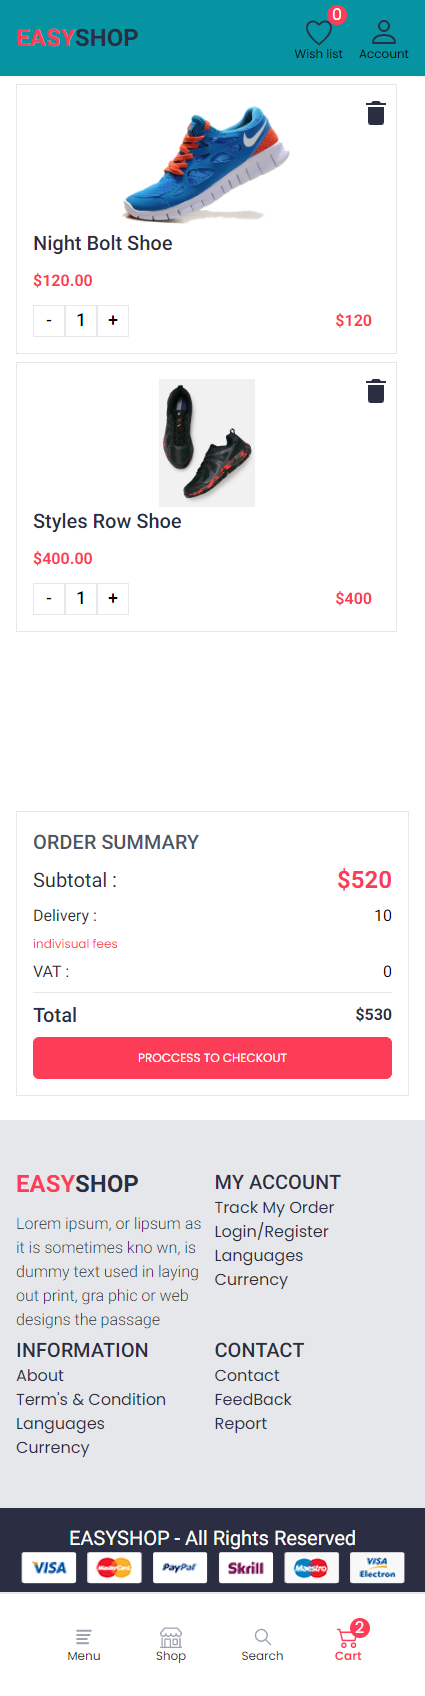 EASYSHOP
0
Wish list
Account
Night Bolt Shoe
$120.00
- 1 +
$120
Styles Row Shoe
$400.00
- 1 +
$400
ORDER SUMMARY
Subtotal : $520
Delivery : 10
indivisual fees
VAT : 0
Total $530
PROCCESS TO CHECKOUT
EASYSHOP
Lorem ipsum, or lipsum as
it is sometimes kno wn, is
dummy text used in laying
out print, gra phic or web
designs the passage
MY ACCOUNT
Track My Order
Login/Register
Languages
Currency
INFORMATION
About
Term's & Condition
Languages
Currency
CONTACT
Contact
FeedBack
Report
EASYSHOP - All Rights Reserved
VISA
MasterCard
PayPal
Skrill
Maestro
VISA
Electron
Menu
Shop
Search
2
Cart